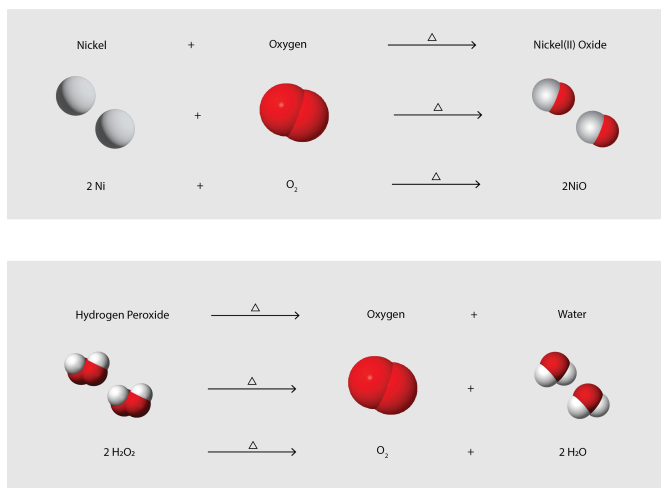 Nickel + Oxygen △ Nickel(II) Oxide
+ △
2 Ni + O₂ △ 2NiO
Hydrogen Peroxide △ Oxygen + Water
△ +
2 H₂O₂ △ O₂ + 2 H₂O